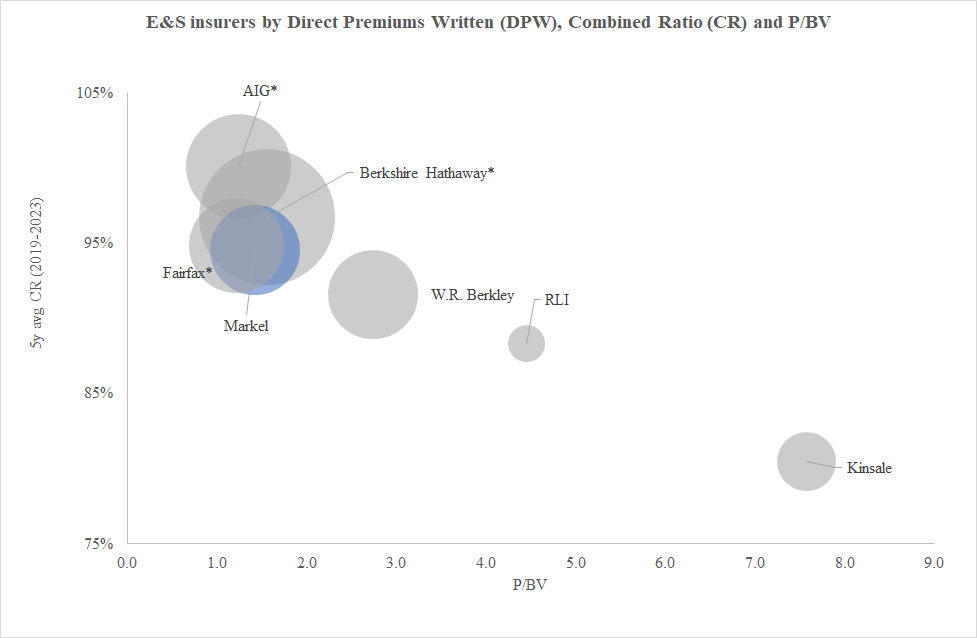 E&S insurers by Direct Premiums Written (DPW), Combined Ratio (CR) and P/BV
105%
95%
85%
75%
5y avg CR (2019-2023)
AIG*
Berkshire Hathaway*
Fairfax*
Markel
W.R. Berkley
RLI
Kinsale
0.0 1.0 2.0 3.0 4.0 5.0 6.0 7.0 8.0 9.0
P/BV